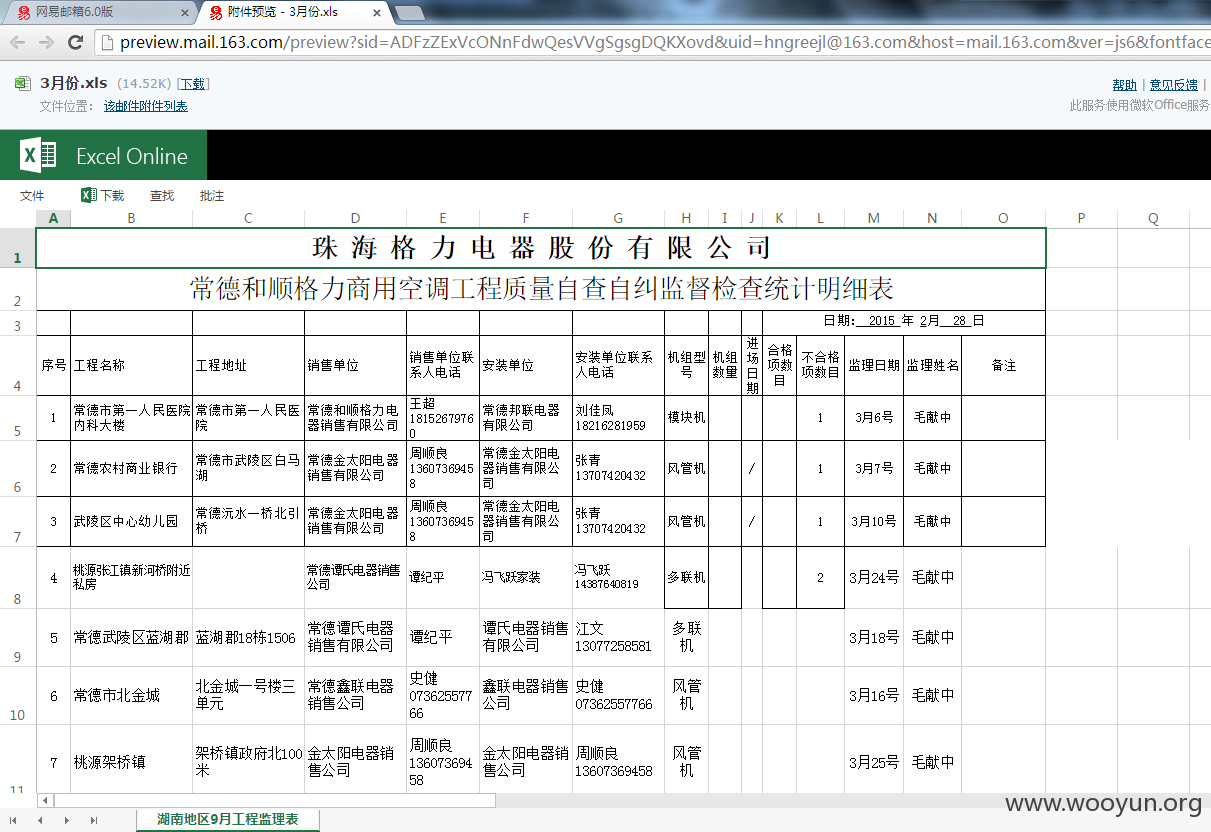 网易邮箱6.0版
附件预览 - 3月份.xls
preview.mail.163.com/preview?sid=ADFzZExVcONNnFdwQesVVgSgsgDQKXovd&uid=hngreejl@163.com&host=mail.163.com&ver=js6&fontface
3月份.xls (14.52K) [下载]
帮助 | 意见反馈 |
文件位置： 该邮件附件列表
此服务使用微软Office服务
Excel Online
文件 下载 查找 批注
A B C D E F G H I J K L M N O P Q
1 珠海格力电器股份有限公司
2 常德和顺格力商用空调工程质量自查自纠监督检查统计明细表
3 日期： 2015 年 2月 28 日
4 序号 工程名称 工程地址 销售单位 销售单位联系人电话 安装单位 安装单位联系人电话 机组型号 机组数量 进场日期 合格项数目 不合格项数目 监理日期 监理姓名 备注
5 1 常德市第一人民医院内科大楼 常德市第一人民医院 常德和顺格力电器销售有限公司 王超 18152679760 常德邦联电器有限公司 刘佳凤 18216281959 模块机 1 3月6号 毛献中
6 2 常德农村商业银行 常德市武陵区白马湖 常德金太阳电器销售有限公司 周顺良 13607369458 常德金太阳电器销售有限公司 张青 13707420432 风管机 / 1 3月7号 毛献中
7 3 武陵区中心幼儿园 常德沅水一桥北引桥 常德金太阳电器销售有限公司 周顺良 13607369458 常德金太阳电器销售有限公司 张青 13707420432 风管机 / 1 3月10号 毛献中
8 4 桃源张江镇新河桥附近私房 常德谭氏电器销售公司 谭纪平 冯飞跃家装 冯飞跃 14387640819 多联机 2 3月24号 毛献中
9 5 常德武陵区蓝湖郡 蓝湖郡18栋1506 常德谭氏电器销售有限公司 谭纪平 谭氏电器销售有限公司 江文 13077258581 多联机 3月18号 毛献中
10 6 常德市北金城 北金城一号楼三单元 常德鑫联电器销售公司 史健 07362557766 鑫联电器销售公司 史健 07362557766 风管机 3月16号 毛献中
11 7 桃源架桥镇 架桥镇政府北100米 金太阳电器销售公司 周顺良 13607369458 金太阳电器销售公司 周顺良 13607369458 风管机 3月25号 毛献中
www.wooyun.org
湖南地区9月工程监理表